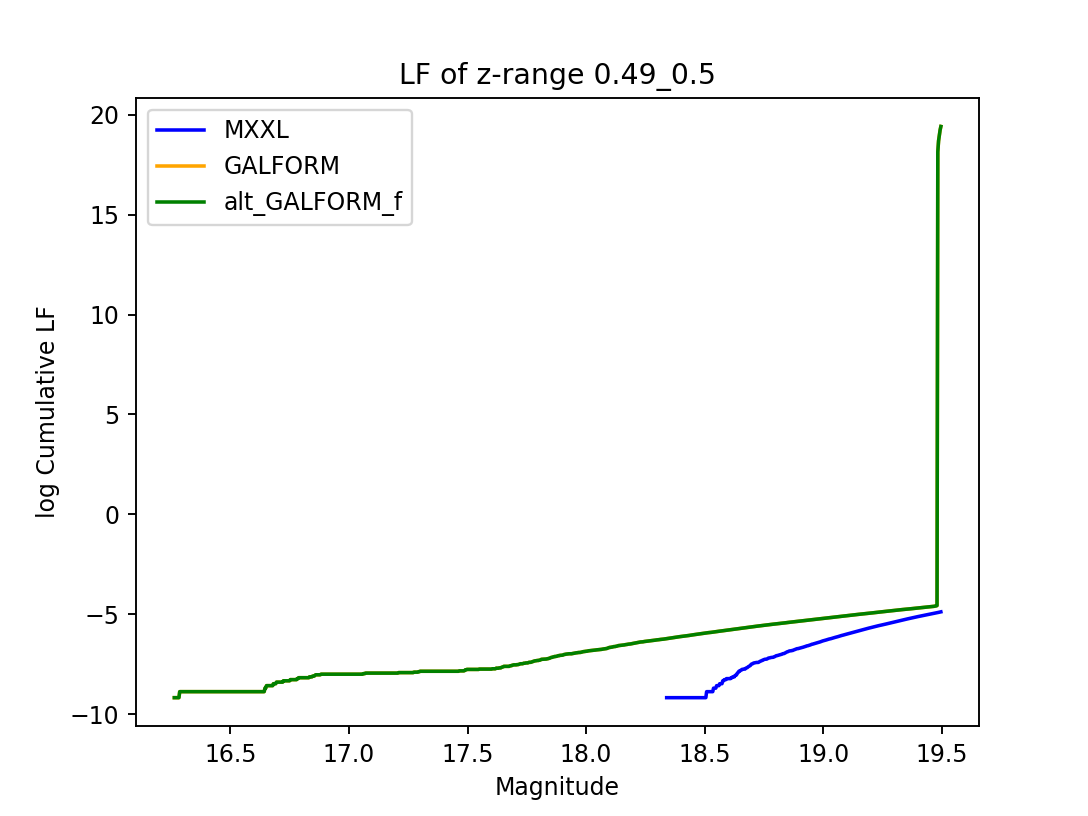 LF of z-range 0.49_0.5
MXXL
GALFORM
alt_GALFORM_f
log Cumulative LF
20
15
10
5
0
−5
−10
16.5 17.0 17.5 18.0 18.5 19.0 19.5
Magnitude